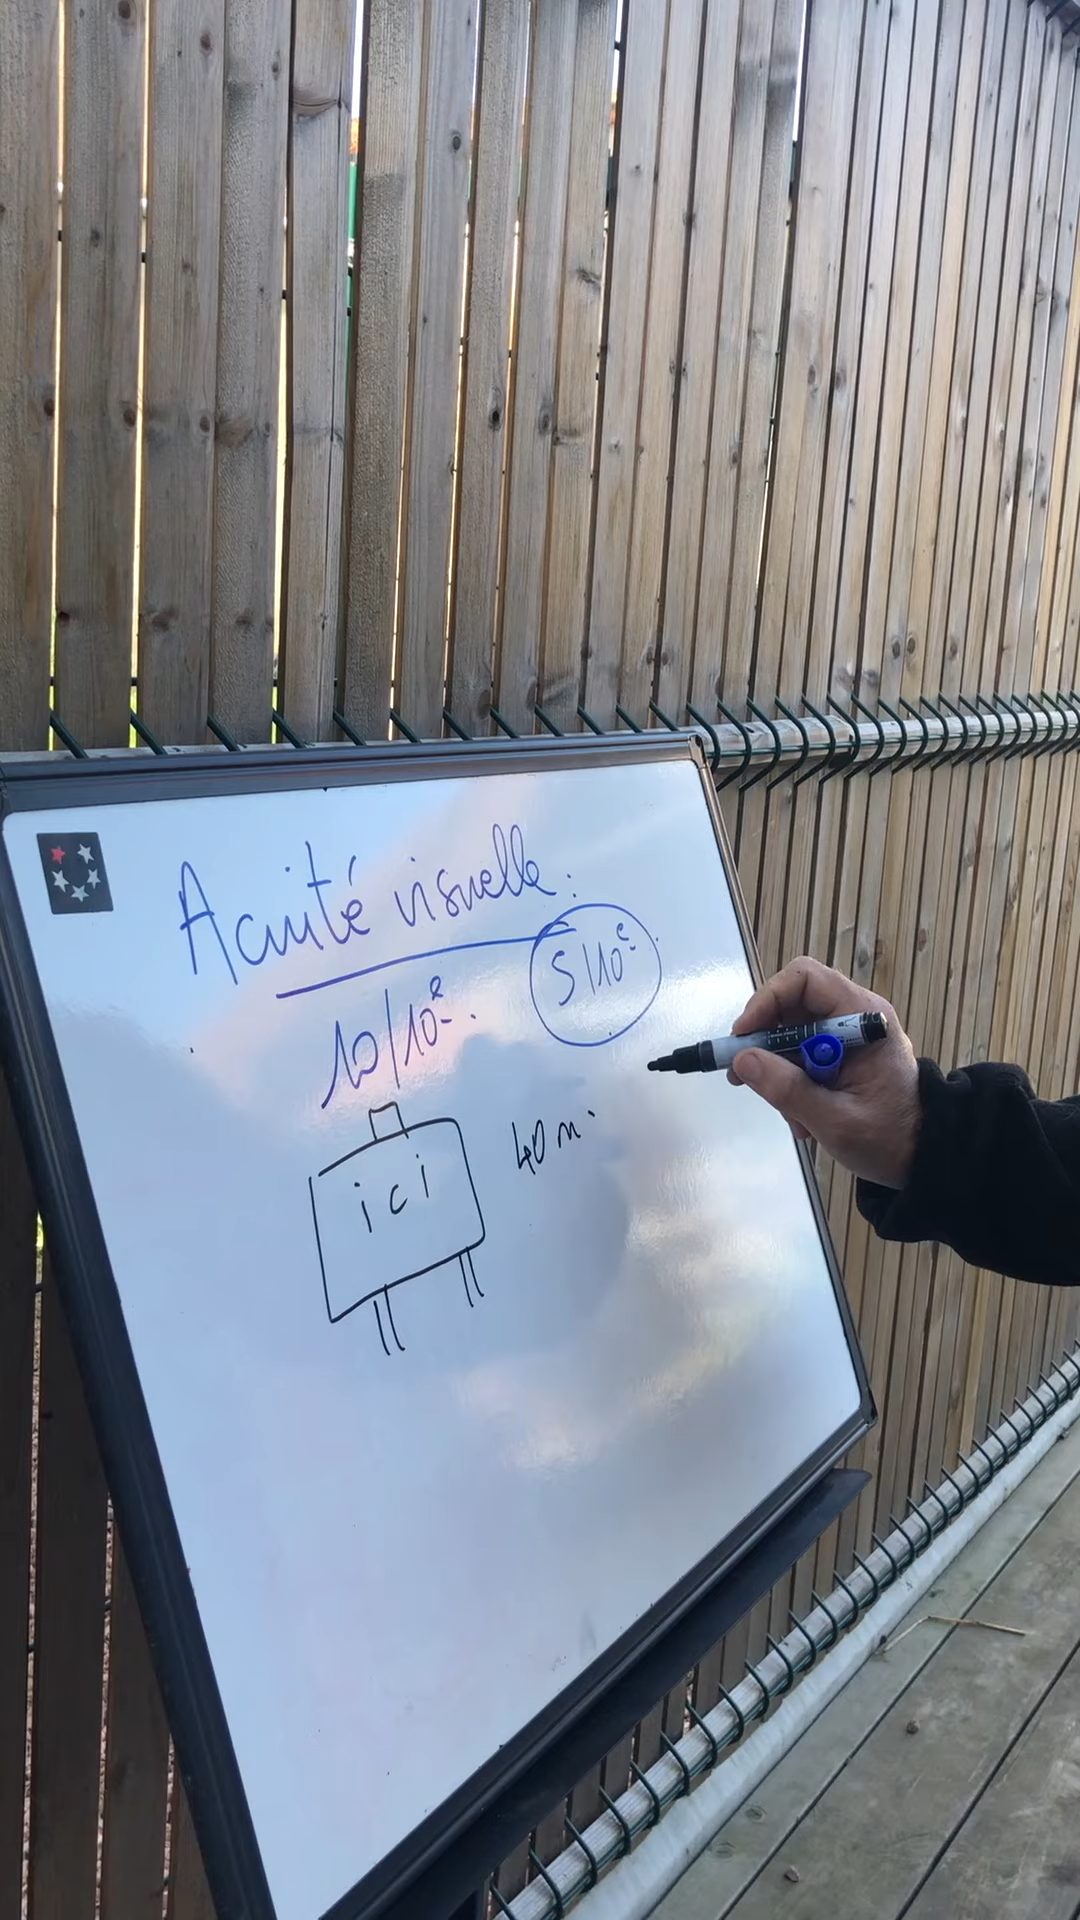 Acuité visuelle :
10/10e.
5/10e.
ici
40 m.